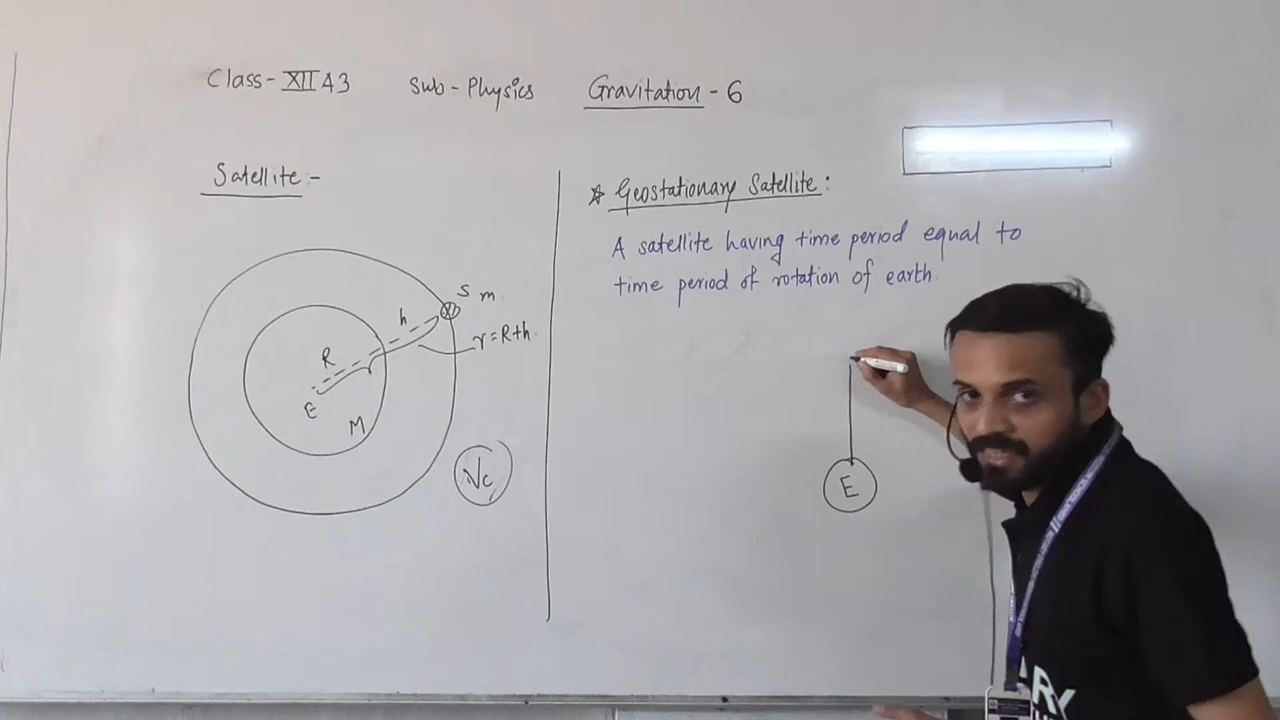 Class - XII A3 Sub - Physics Gravitation - 6
Satellite :-
S m
h
r = R + h.
R
E
M
Vc
☆ Geostationary Satellite :
A satellite having time period equal to
time period of rotation of earth.
E